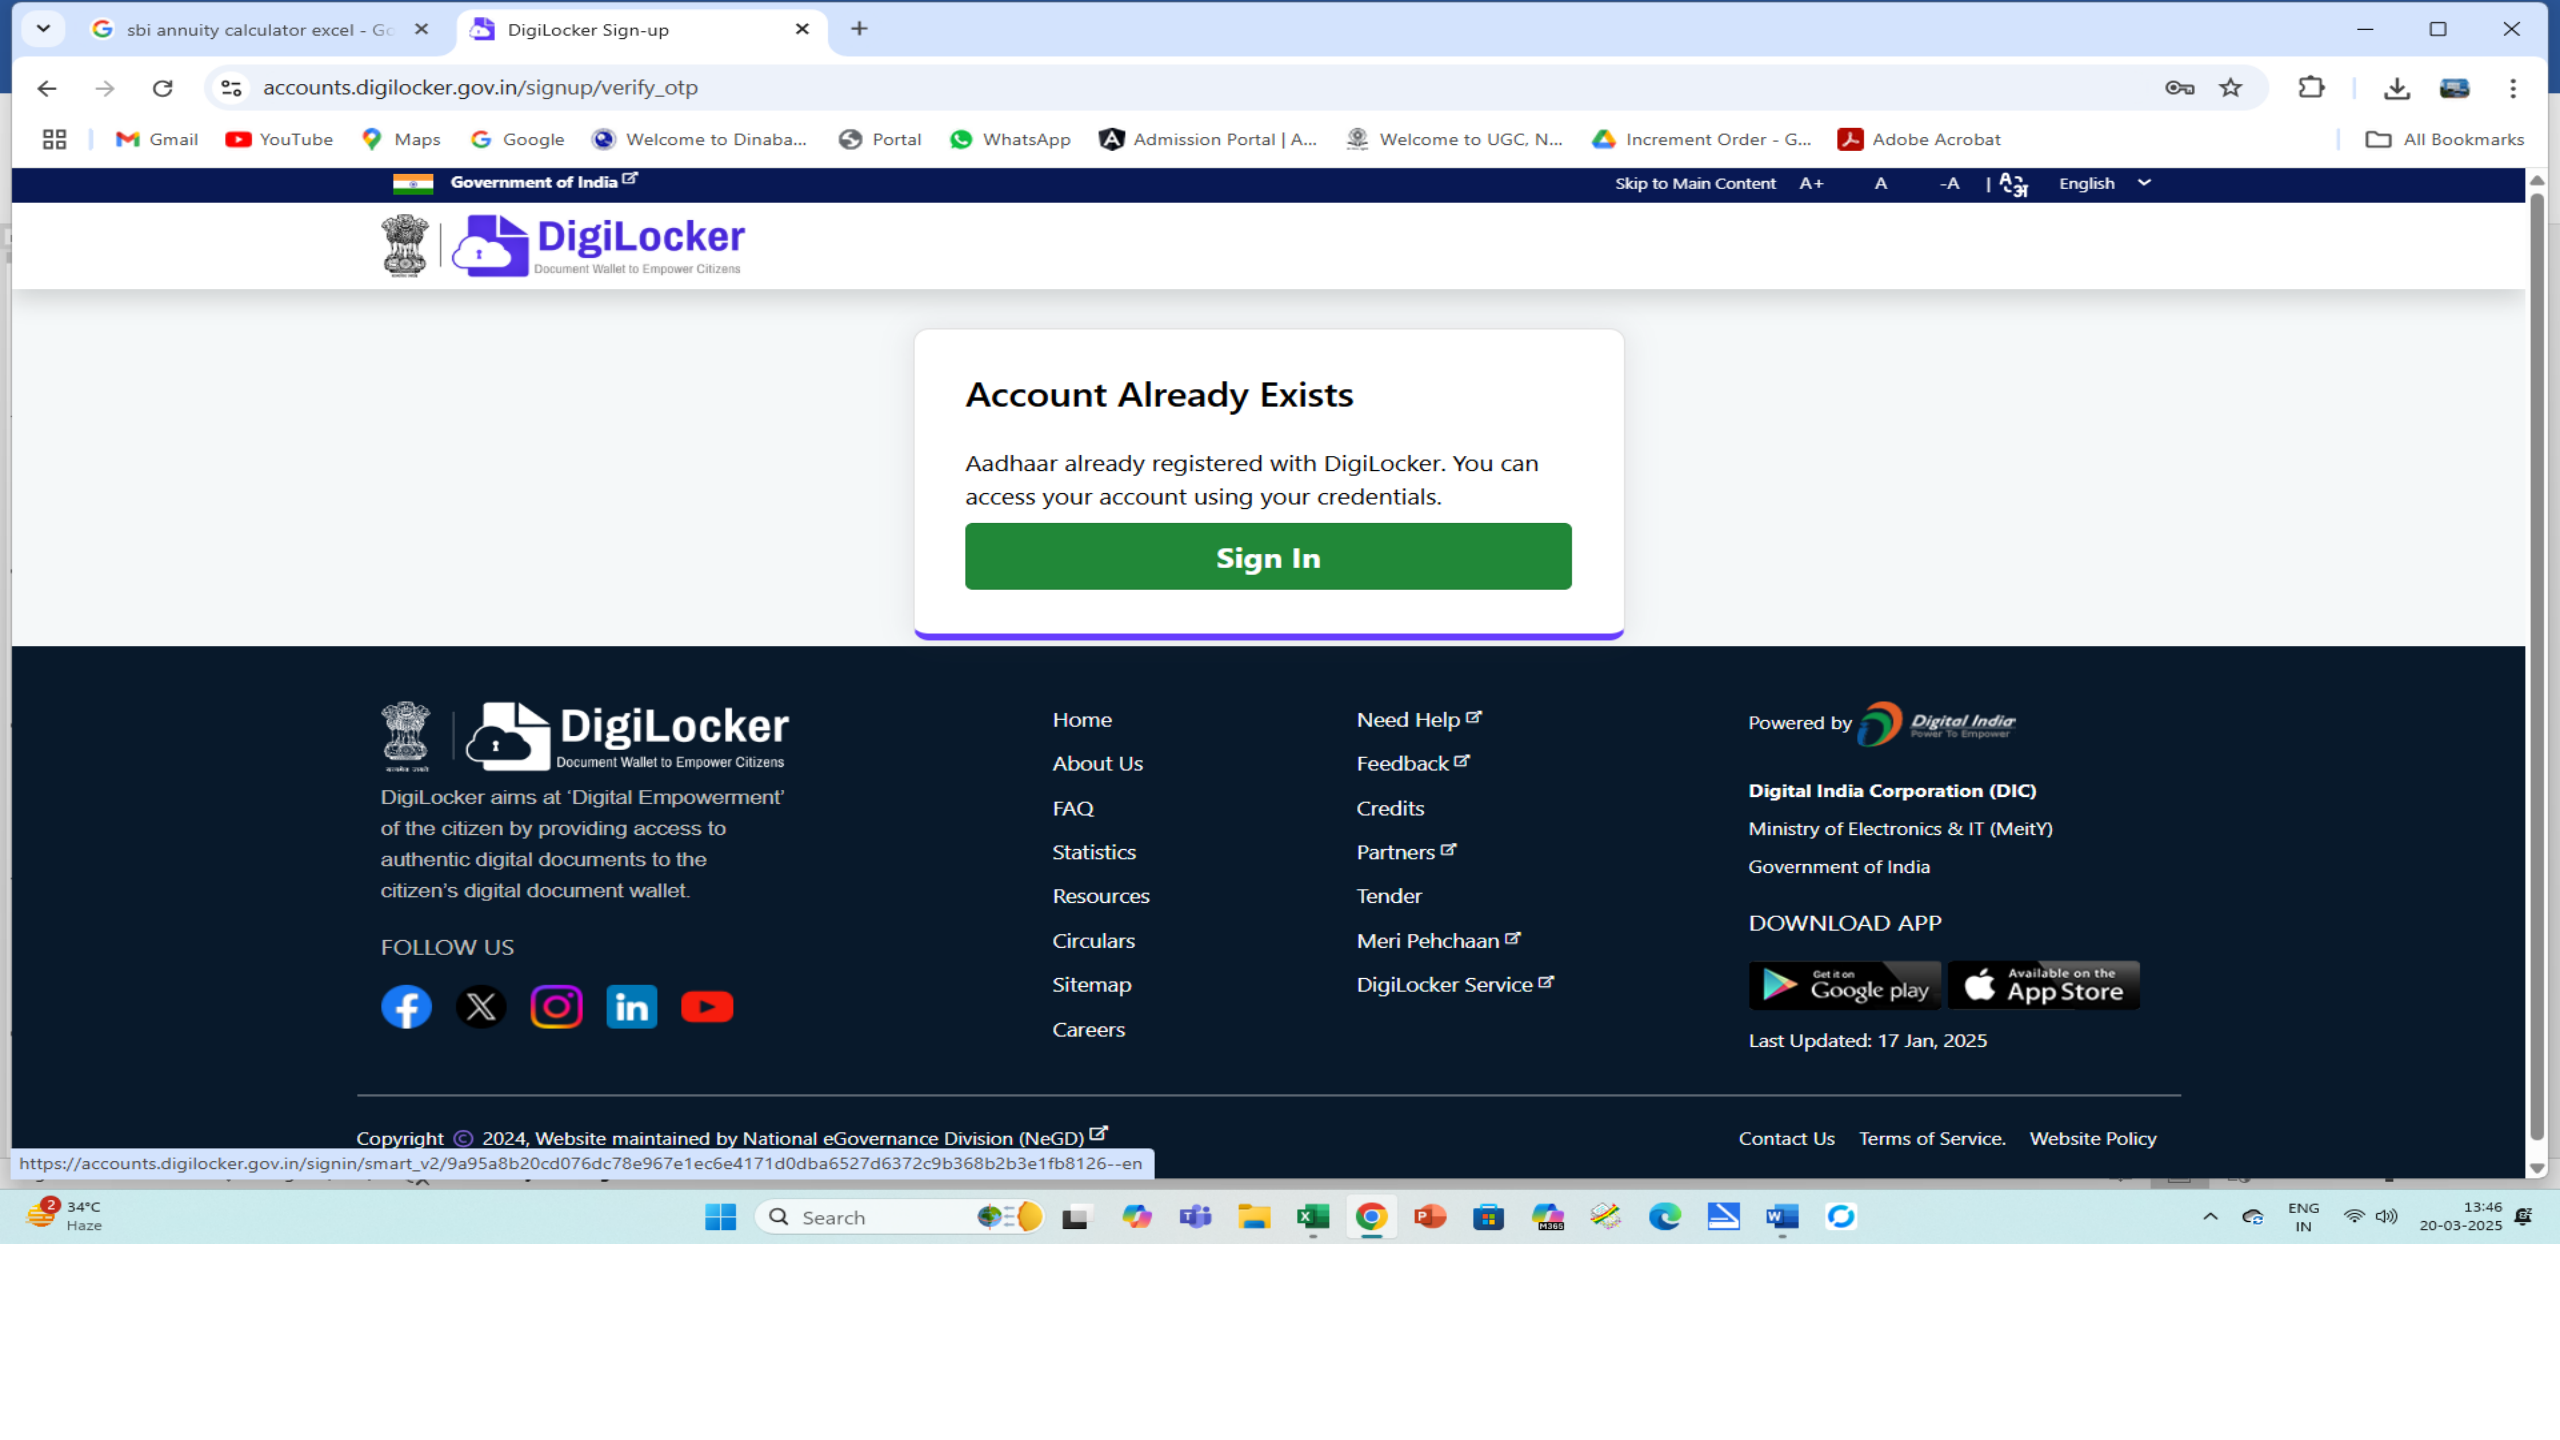 sbi annuity calculator excel - Go
DigiLocker Sign-up
accounts.digilocker.gov.in/signup/verify_otp
Gmail
YouTube
Maps
Google
Welcome to Dinaba...
Portal
WhatsApp
Admission Portal | A...
Welcome to UGC, N...
Increment Order - G...
Adobe Acrobat
All Bookmarks
Government of India
Skip to Main Content
A+
A
-A
English
DigiLocker
Document Wallet to Empower Citizens
Account Already Exists
Aadhaar already registered with DigiLocker. You can
access your account using your credentials.
Sign In
DigiLocker
Document Wallet to Empower Citizens
DigiLocker aims at ‘Digital Empowerment’
of the citizen by providing access to
authentic digital documents to the
citizen’s digital document wallet.
FOLLOW US
Home
About Us
FAQ
Statistics
Resources
Circulars
Sitemap
Careers
Need Help
Feedback
Credits
Partners
Tender
Meri Pehchaan
DigiLocker Service
Powered by
Digital India
Power To Empower
Digital India Corporation (DIC)
Ministry of Electronics & IT (MeitY)
Government of India
DOWNLOAD APP
Get it on
Google play
Available on the
App Store
Last Updated: 17 Jan, 2025
Copyright © 2024, Website maintained by National eGovernance Division (NeGD)
Contact Us
Terms of Service.
Website Policy
https://accounts.digilocker.gov.in/signin/smart_v2/9a95a8b20cd076dc78e967e1ec6e4171d0dba6527d6372c9b368b2b3e1fb8126--en
2
34°C
Haze
Search
M365
ENG
IN
13:46
20-03-2025